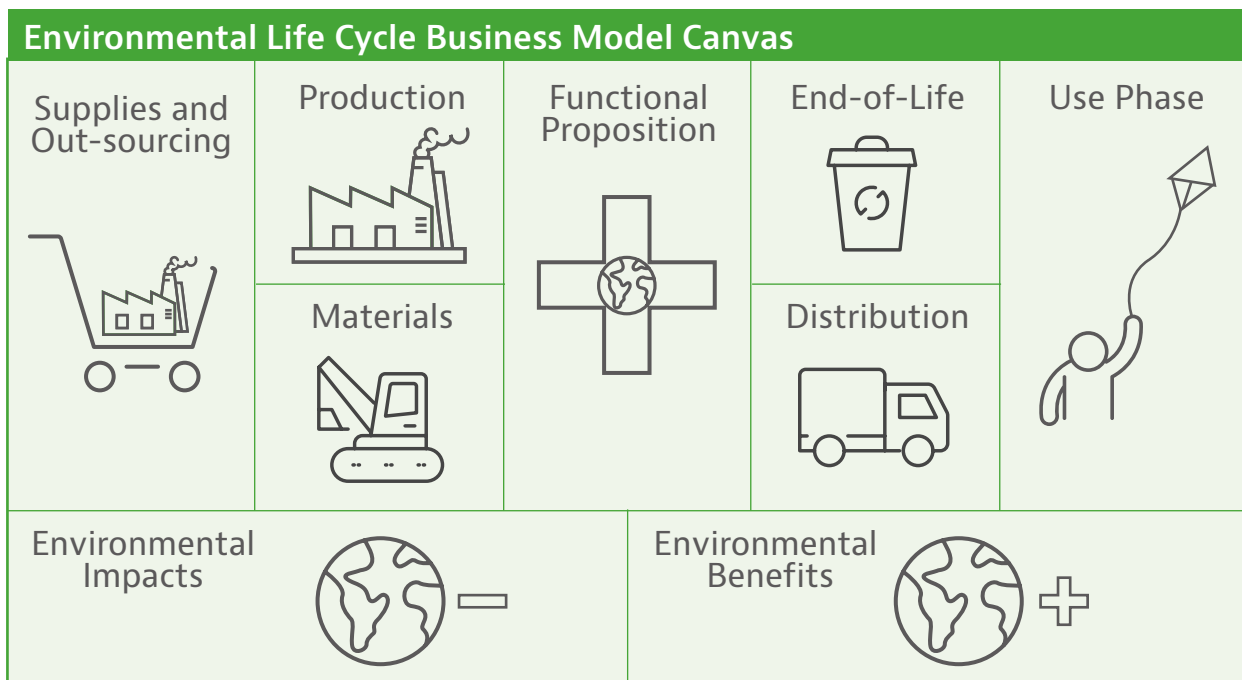 Environmental Life Cycle Business Model Canvas
Supplies and
Out-sourcing
Production
Materials
Functional
Proposition
End-of-Life
Distribution
Use Phase
Environmental
Impacts
Environmental
Benefits